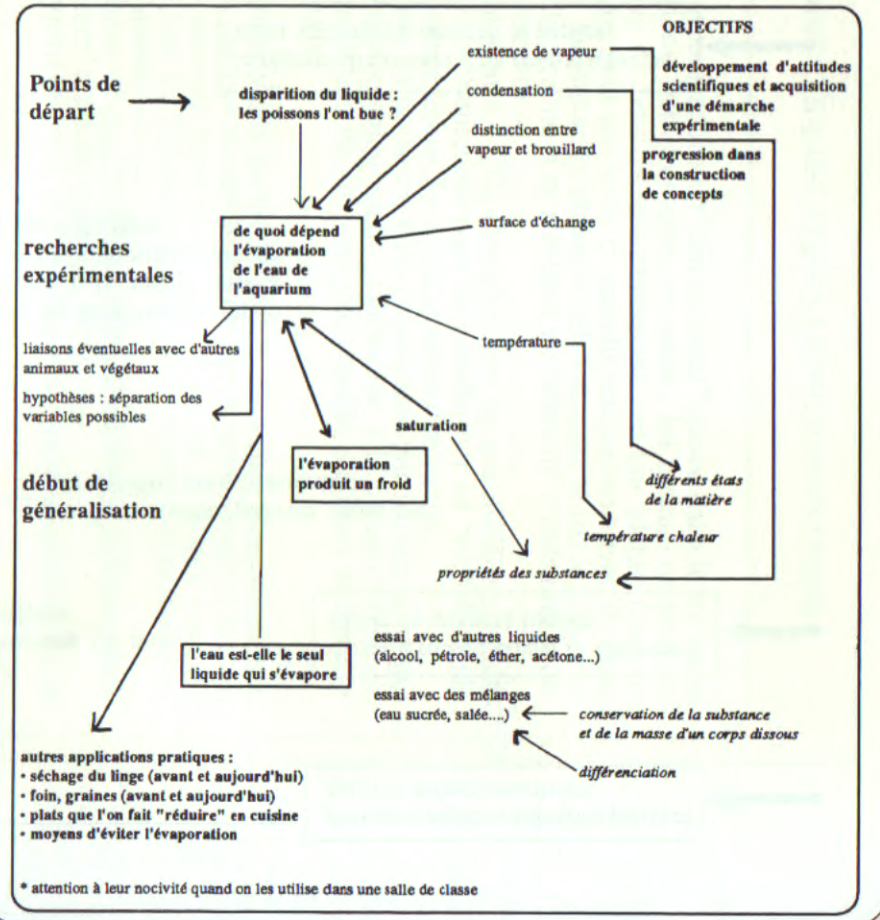 OBJECTIFS
développement d'attitudes
scientifiques et acquisition
d'une démarche
expérimentale
progression dans
la construction
de concepts
existence de vapeur
condensation
distinction entre
vapeur et brouillard
surface d'échange
Points de
départ
disparition du liquide :
les poissons l'ont bue ?
recherches
expérimentales
de quoi dépend
l'évaporation
de l'eau de
l'aquarium
liaisons éventuelles avec d'autres
animaux et végétaux
hypothèses : séparation des
variables possibles
température
saturation
début de
généralisation
l'évaporation
produit un froid
différents états
de la matière
température chaleur
propriétés des substances
l'eau est-elle le seul
liquide qui s'évapore
essai avec d'autres liquides
(alcool, pétrole, éther, acétone...)
essai avec des mélanges
(eau sucrée, salée....)
conservation de la substance
et de la masse d'un corps dissous
différenciation
autres applications pratiques :
• séchage du linge (avant et aujourd'hui)
• foin, graines (avant et aujourd'hui)
• plats que l'on fait "réduire" en cuisine
• moyens d'éviter l'évaporation
* attention à leur nocivité quand on les utilise dans une salle de classe